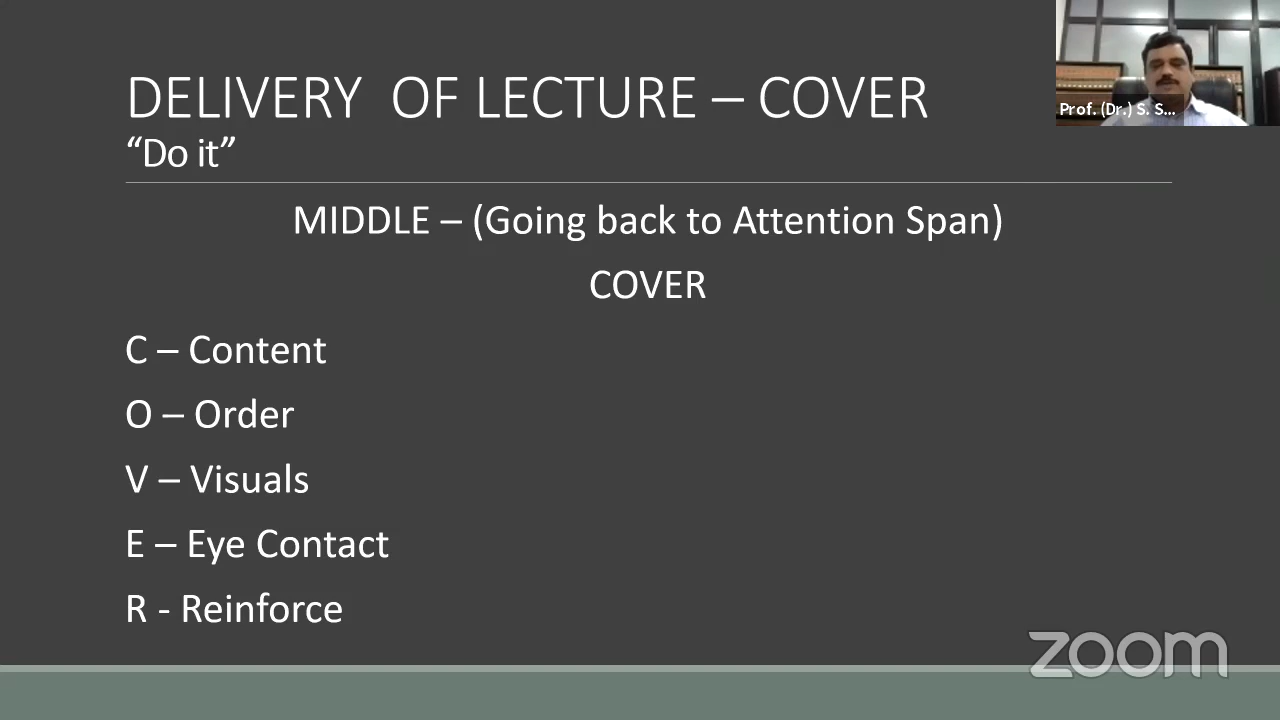 DELIVERY OF LECTURE – COVER
“Do it”
MIDDLE – (Going back to Attention Span)
COVER
C – Content
O – Order
V – Visuals
E – Eye Contact
R - Reinforce
Prof. (Dr.) S. S...
zoom